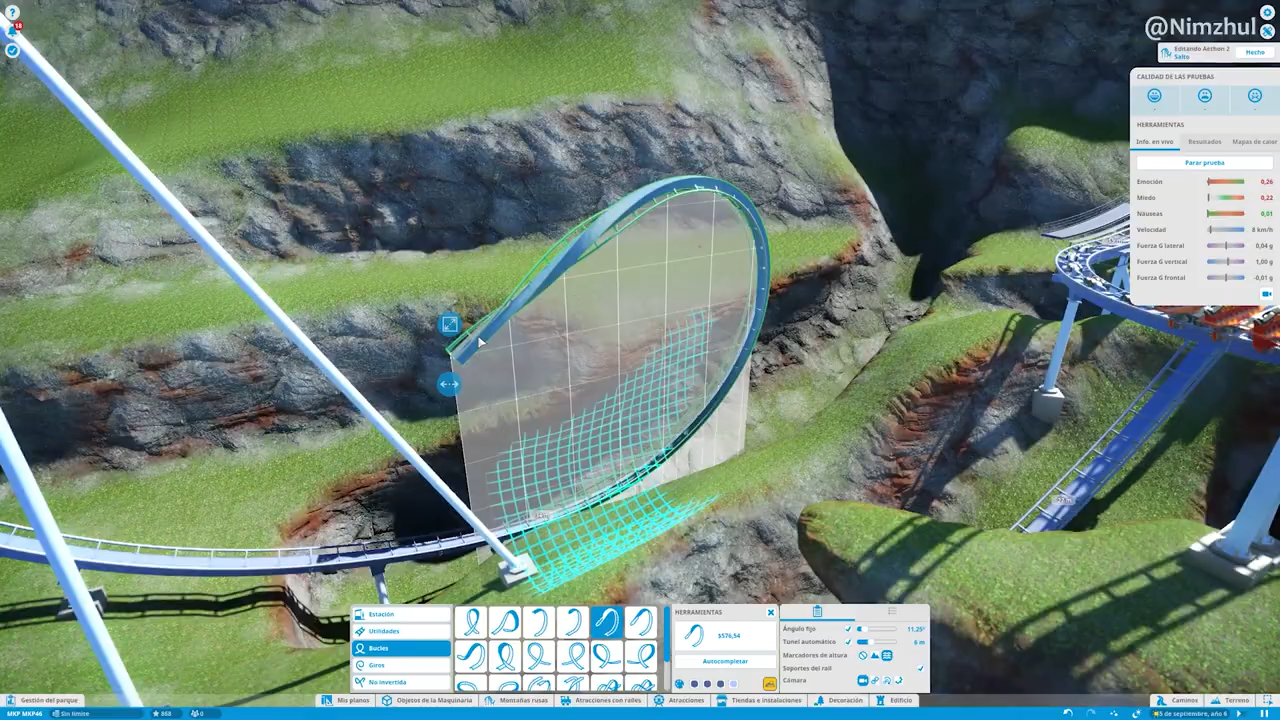 ?
18
@Nimzhul
Editando Aethon 2
Salto
Hecho
CALIDAD DE LAS PRUEBAS
-
-
-
HERRAMIENTAS
Info. en vivo
Resultados
Mapas de calor
Parar prueba
Emoción
0,26
Miedo
0,22
Náuseas
0,01
Velocidad
8 km/h
Fuerza G lateral
0,04 g
Fuerza G vertical
1,00 g
Fuerza G frontal
-0,01 g
Estación
Utilidades
Bucles
Giros
No invertida
HERRAMIENTAS
$576,54
Autocompletar
Ángulo fijo
11,25°
Túnel automático
6 m
Marcadores de altura
Soportes del raíl
Cámara
Gestión del parque
Mis planos
Objetos de la Maquinaria
Montañas rusas
Atracciones con raíles
Atracciones
Tiendas e instalaciones
Decoración
Edificio
Caminos
Terreno
MKP MKP46
Sin límite
868
0
5 de septiembre, año 6